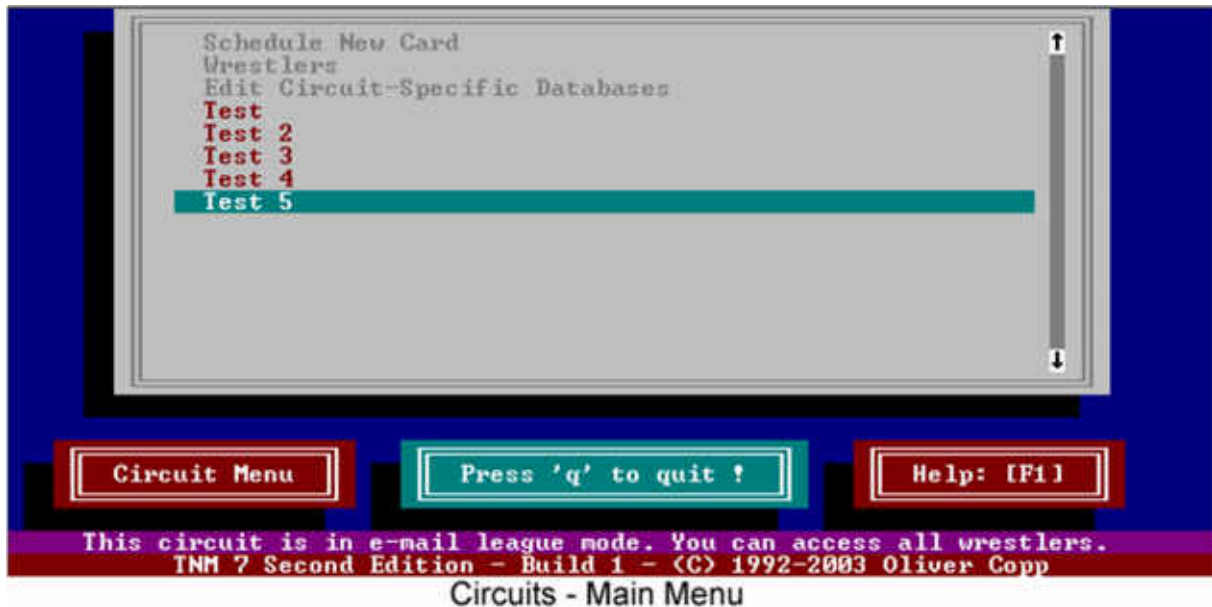 Schedule New Card
Wrestlers
Edit Circuit-Specific Databases
Test
Test 2
Test 3
Test 4
Test 5
Circuit Menu
Press 'q' to quit !
Help: [F1]
This circuit is in e-mail league mode. You can access all wrestlers.
TNM 7 Second Edition - Build 1 - (C) 1992-2003 Oliver Copp
Circuits - Main Menu